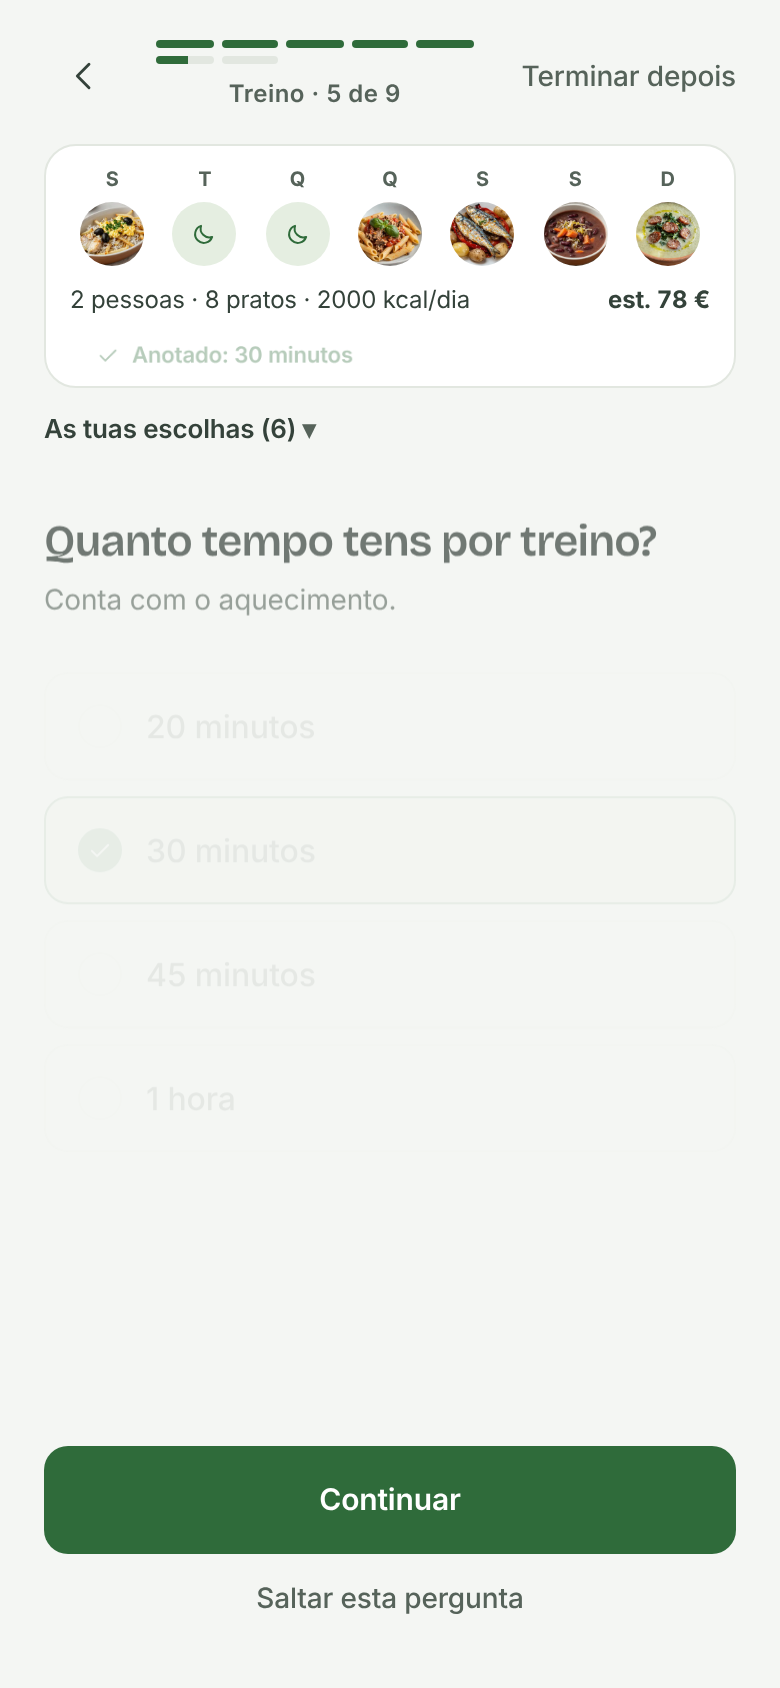 Treino · 5 de 9
Terminar depois
S T Q Q S S D
2 pessoas · 8 pratos · 2000 kcal/dia est. 78 €
Anotado: 30 minutos
As tuas escolhas (6) ▾
Quanto tempo tens por treino?
Conta com o aquecimento.
20 minutos
30 minutos
45 minutos
1 hora
Continuar
Saltar esta pergunta